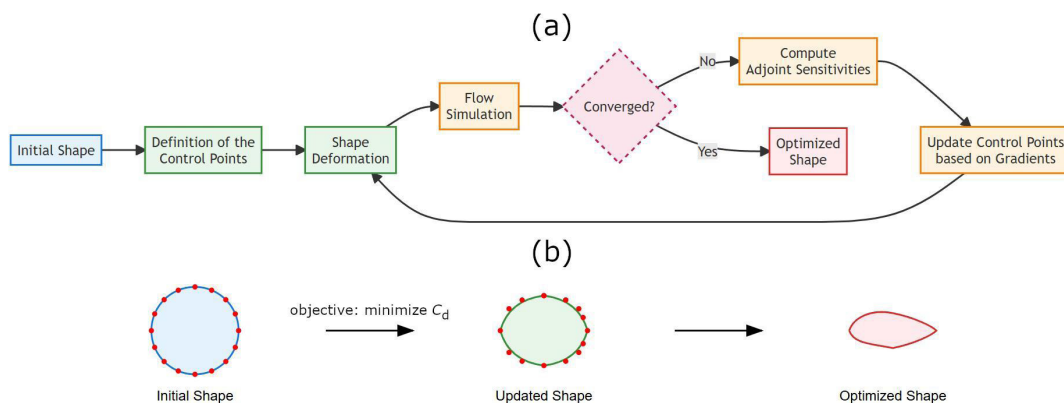 (a)
Initial Shape
Definition of the
Control Points
Shape
Deformation
Flow
Simulation
Converged?
No
Compute
Adjoint Sensitivities
Yes
Optimized
Shape
Update Control Points
based on Gradients
(b)
objective: minimize Cd
Initial Shape
Updated Shape
Optimized Shape